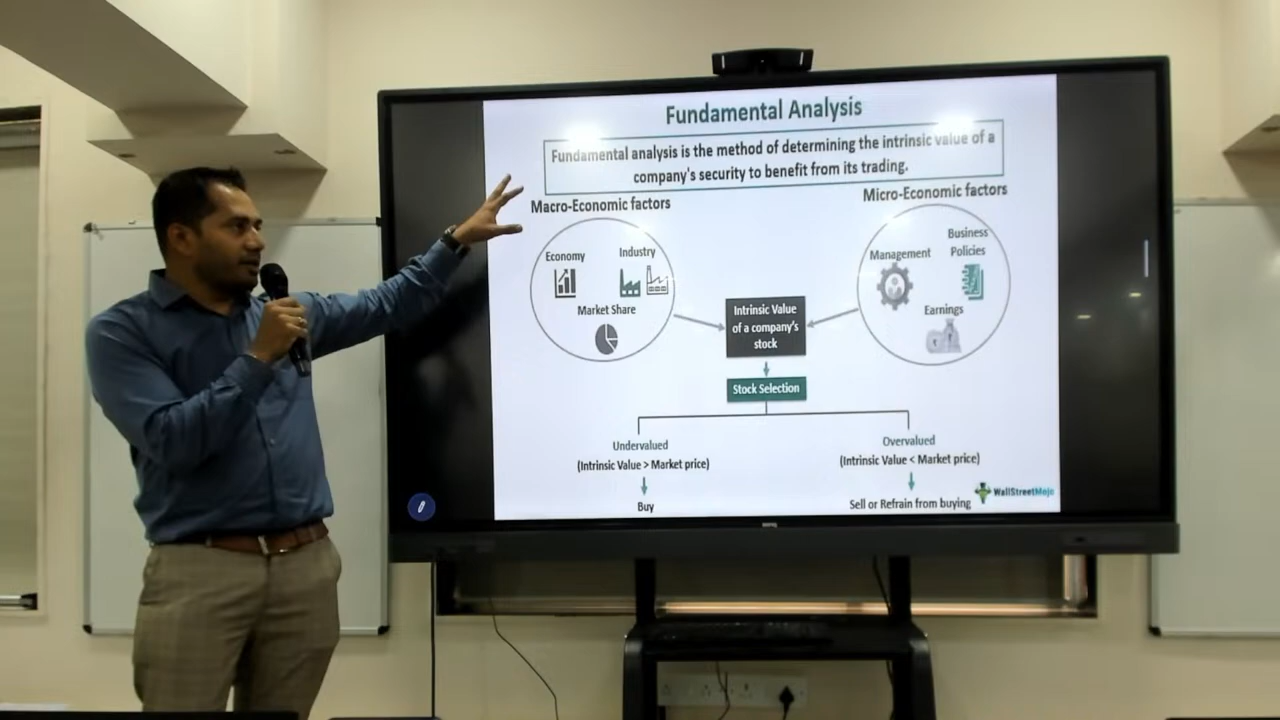 Fundamental Analysis
Fundamental analysis is the method of determining the intrinsic value of a
company's security to benefit from its trading.
Macro-Economic factors
Micro-Economic factors
Economy
Industry
Market Share
Management
Business
Policies
Earnings
Intrinsic Value
of a company's
stock
Stock Selection
Undervalued
(Intrinsic Value > Market price)
Buy
Overvalued
(Intrinsic Value < Market price)
Sell or Refrain from buying
WallStreetMojo